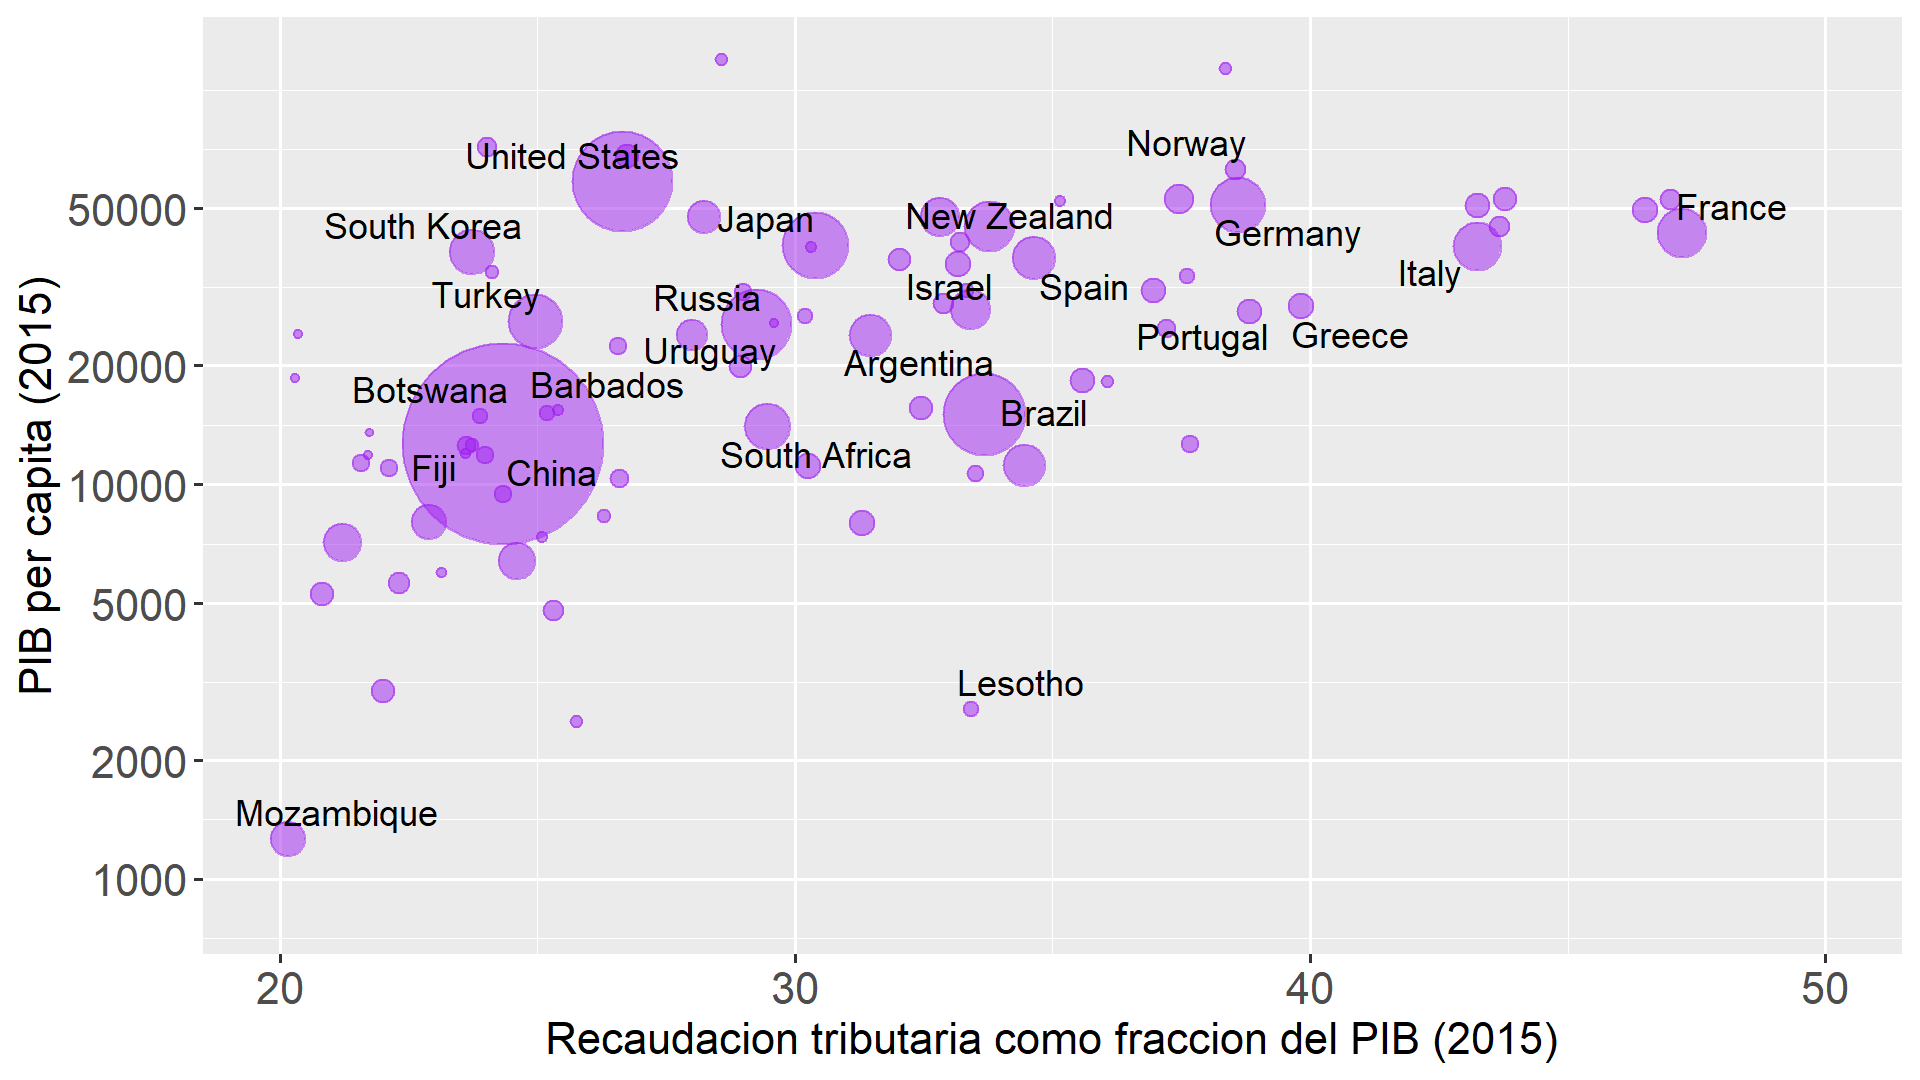 Norway
United States
France
New Zealand
Japan
South Korea
Germany
Italy
Israel
Spain
Turkey
Russia
Portugal
Greece
Uruguay
Argentina
Botswana
Barbados
Brazil
South Africa
Fiji
China
Lesotho
Mozambique
50000
20000
10000
5000
2000
1000
PIB per capita (2015)
20
30
40
50
Recaudacion tributaria como fraccion del PIB (2015)